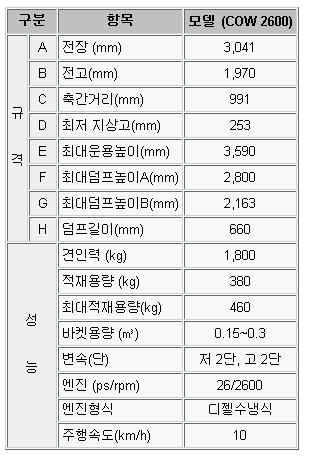 구분 항목 모델 (COW 2600)
규격
A 전장 (mm) 3,041
B 전고(mm) 1,970
C 축간거리(mm) 991
D 최저 지상고(mm) 253
E 최대운용높이(mm) 3,590
F 최대덤프높이A(mm) 2,800
G 최대덤프높이B(mm) 2,163
H 덤프길이(mm) 660
성능
견인력 (kg) 1,800
적재용량 (kg) 380
최대적재용량(kg) 460
바켓용량 (㎥) 0.15~0.3
변속(단) 저 2단, 고 2단
엔진 (ps/rpm) 26/2600
엔진형식 디젤수냉식
주행속도(km/h) 10